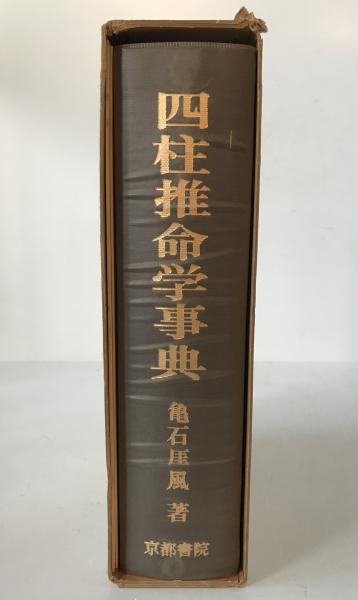 四柱推命学事典
亀石厓風 著
京都書院